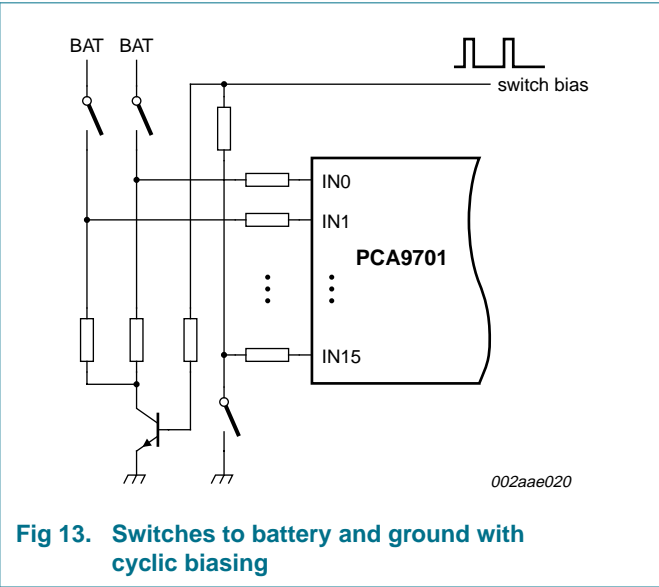 BAT BAT
switch bias
IN0
IN1
PCA9701
IN15
002aae020
Fig 13. Switches to battery and ground with
cyclic biasing